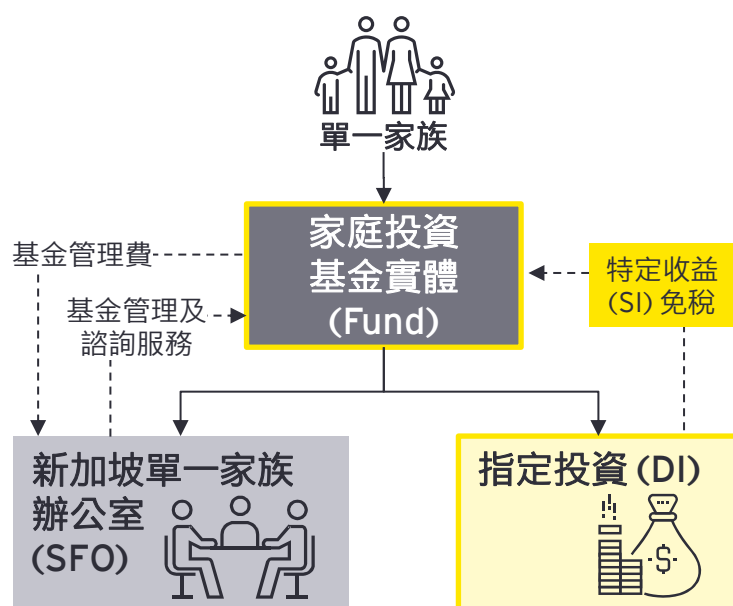 單一家族
家庭投資
基金實體
(Fund)
基金管理費
基金管理及
諮詢服務
特定收益
(SI) 免稅
新加坡單一家族
辦公室
(SFO)
指定投資 (DI)
$